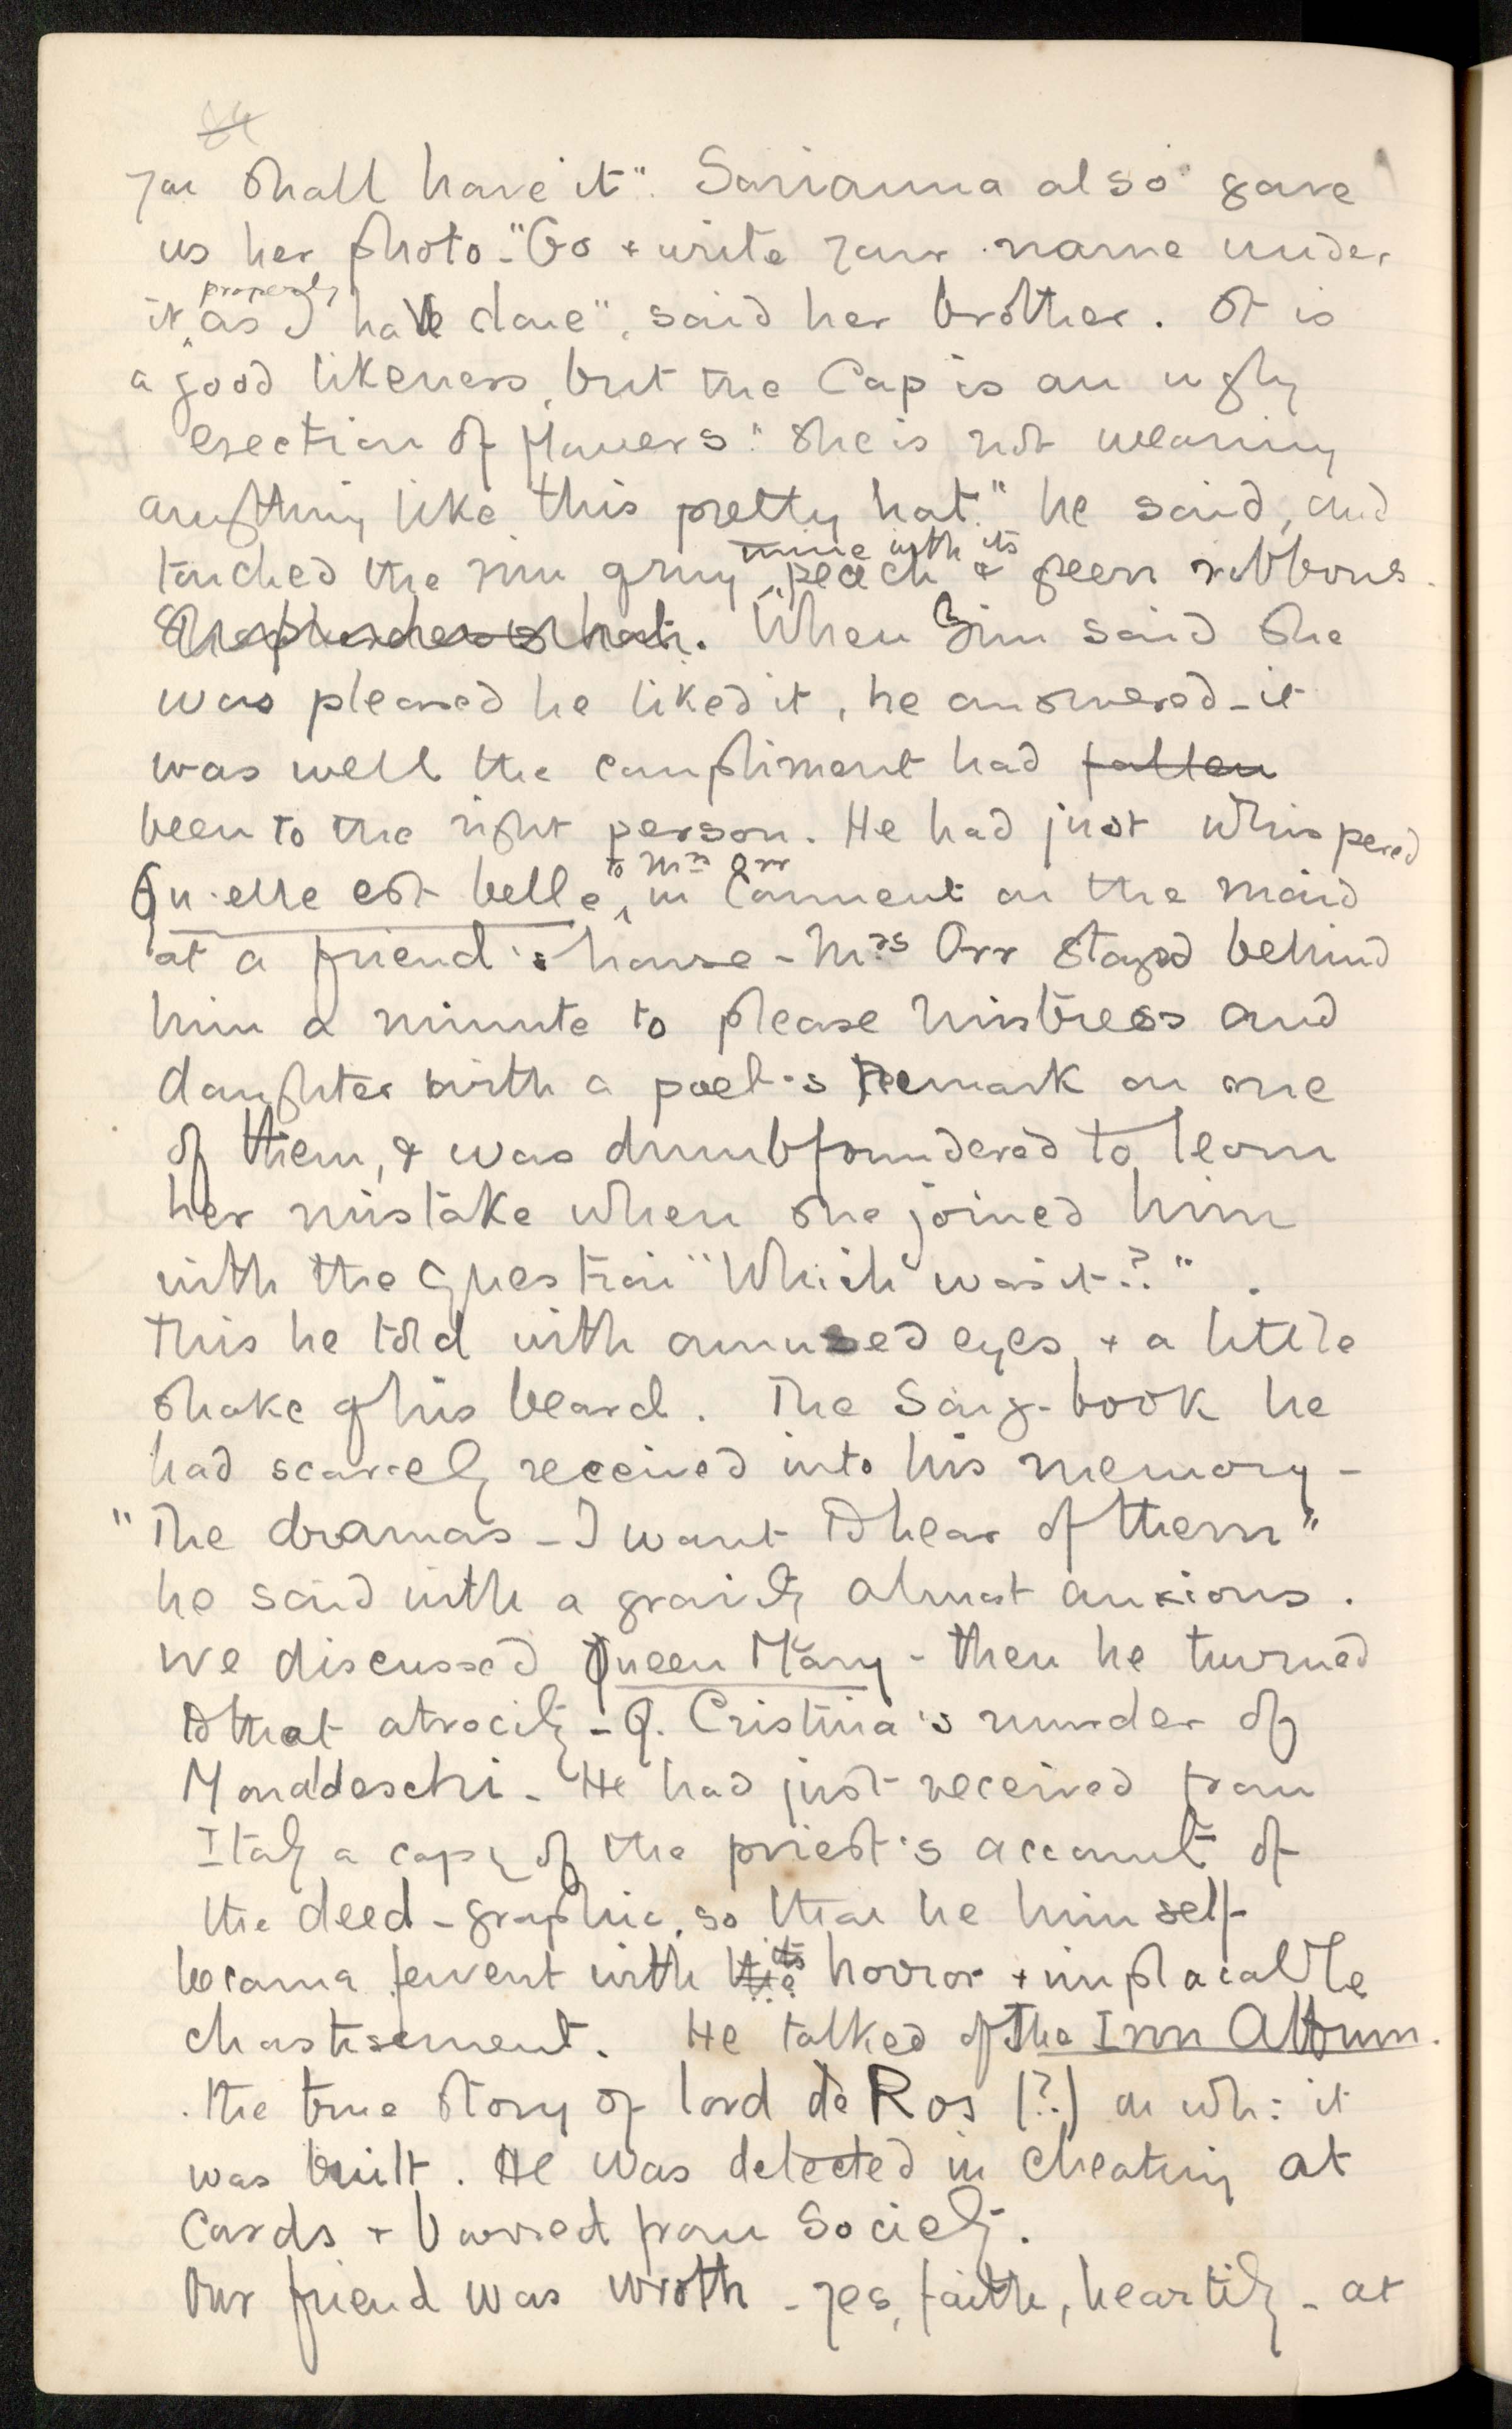 you shall have it". Sarianna also gave
us her photo - "Go + write your name under
it properly as I have done", said her brother. It is
a good likeness, but the Cap is an ugly
erection of flowers: "She is not wearing
anything like this pretty hat." he said, and
touched the rim gray mine with its peach & green ribbons.
When Sim said she
was pleased he liked it, he answered - it
was well the compliment had fallen
been to the right person. He had just whispered
Qu'elle est belle, to Mrs Orr in Comment on the maid
at a friend's house - Mrs Orr stayed behind
him a minute to please mistress and
daughter with a poet's remark on one
of them, & was dumbfoundered to learn
her mistake when she joined him
with the question "Which was it?".
This he told with amused eyes, + a little
shake of his beard. The Song-book he
had scarcely received into his memory -
"The dramas - I want to hear of them"
he said with a gravity almost anxious.
We discussed Queen Mary - then he turned
to that atrocity - Q. Cristina's murder of
Monaldeschi - He had just received from
Italy a copy of the priest's account of
the deed - graphic, so that he himself
became fervent with its horror + implacable
chastisement. He talked of The Inn Album.
the true story of Lord de Ros (?) on wh: it
was built. He was detected in cheating at
Cards + barred from Society.
Our friend was wroth - yes, faith, heartily - at